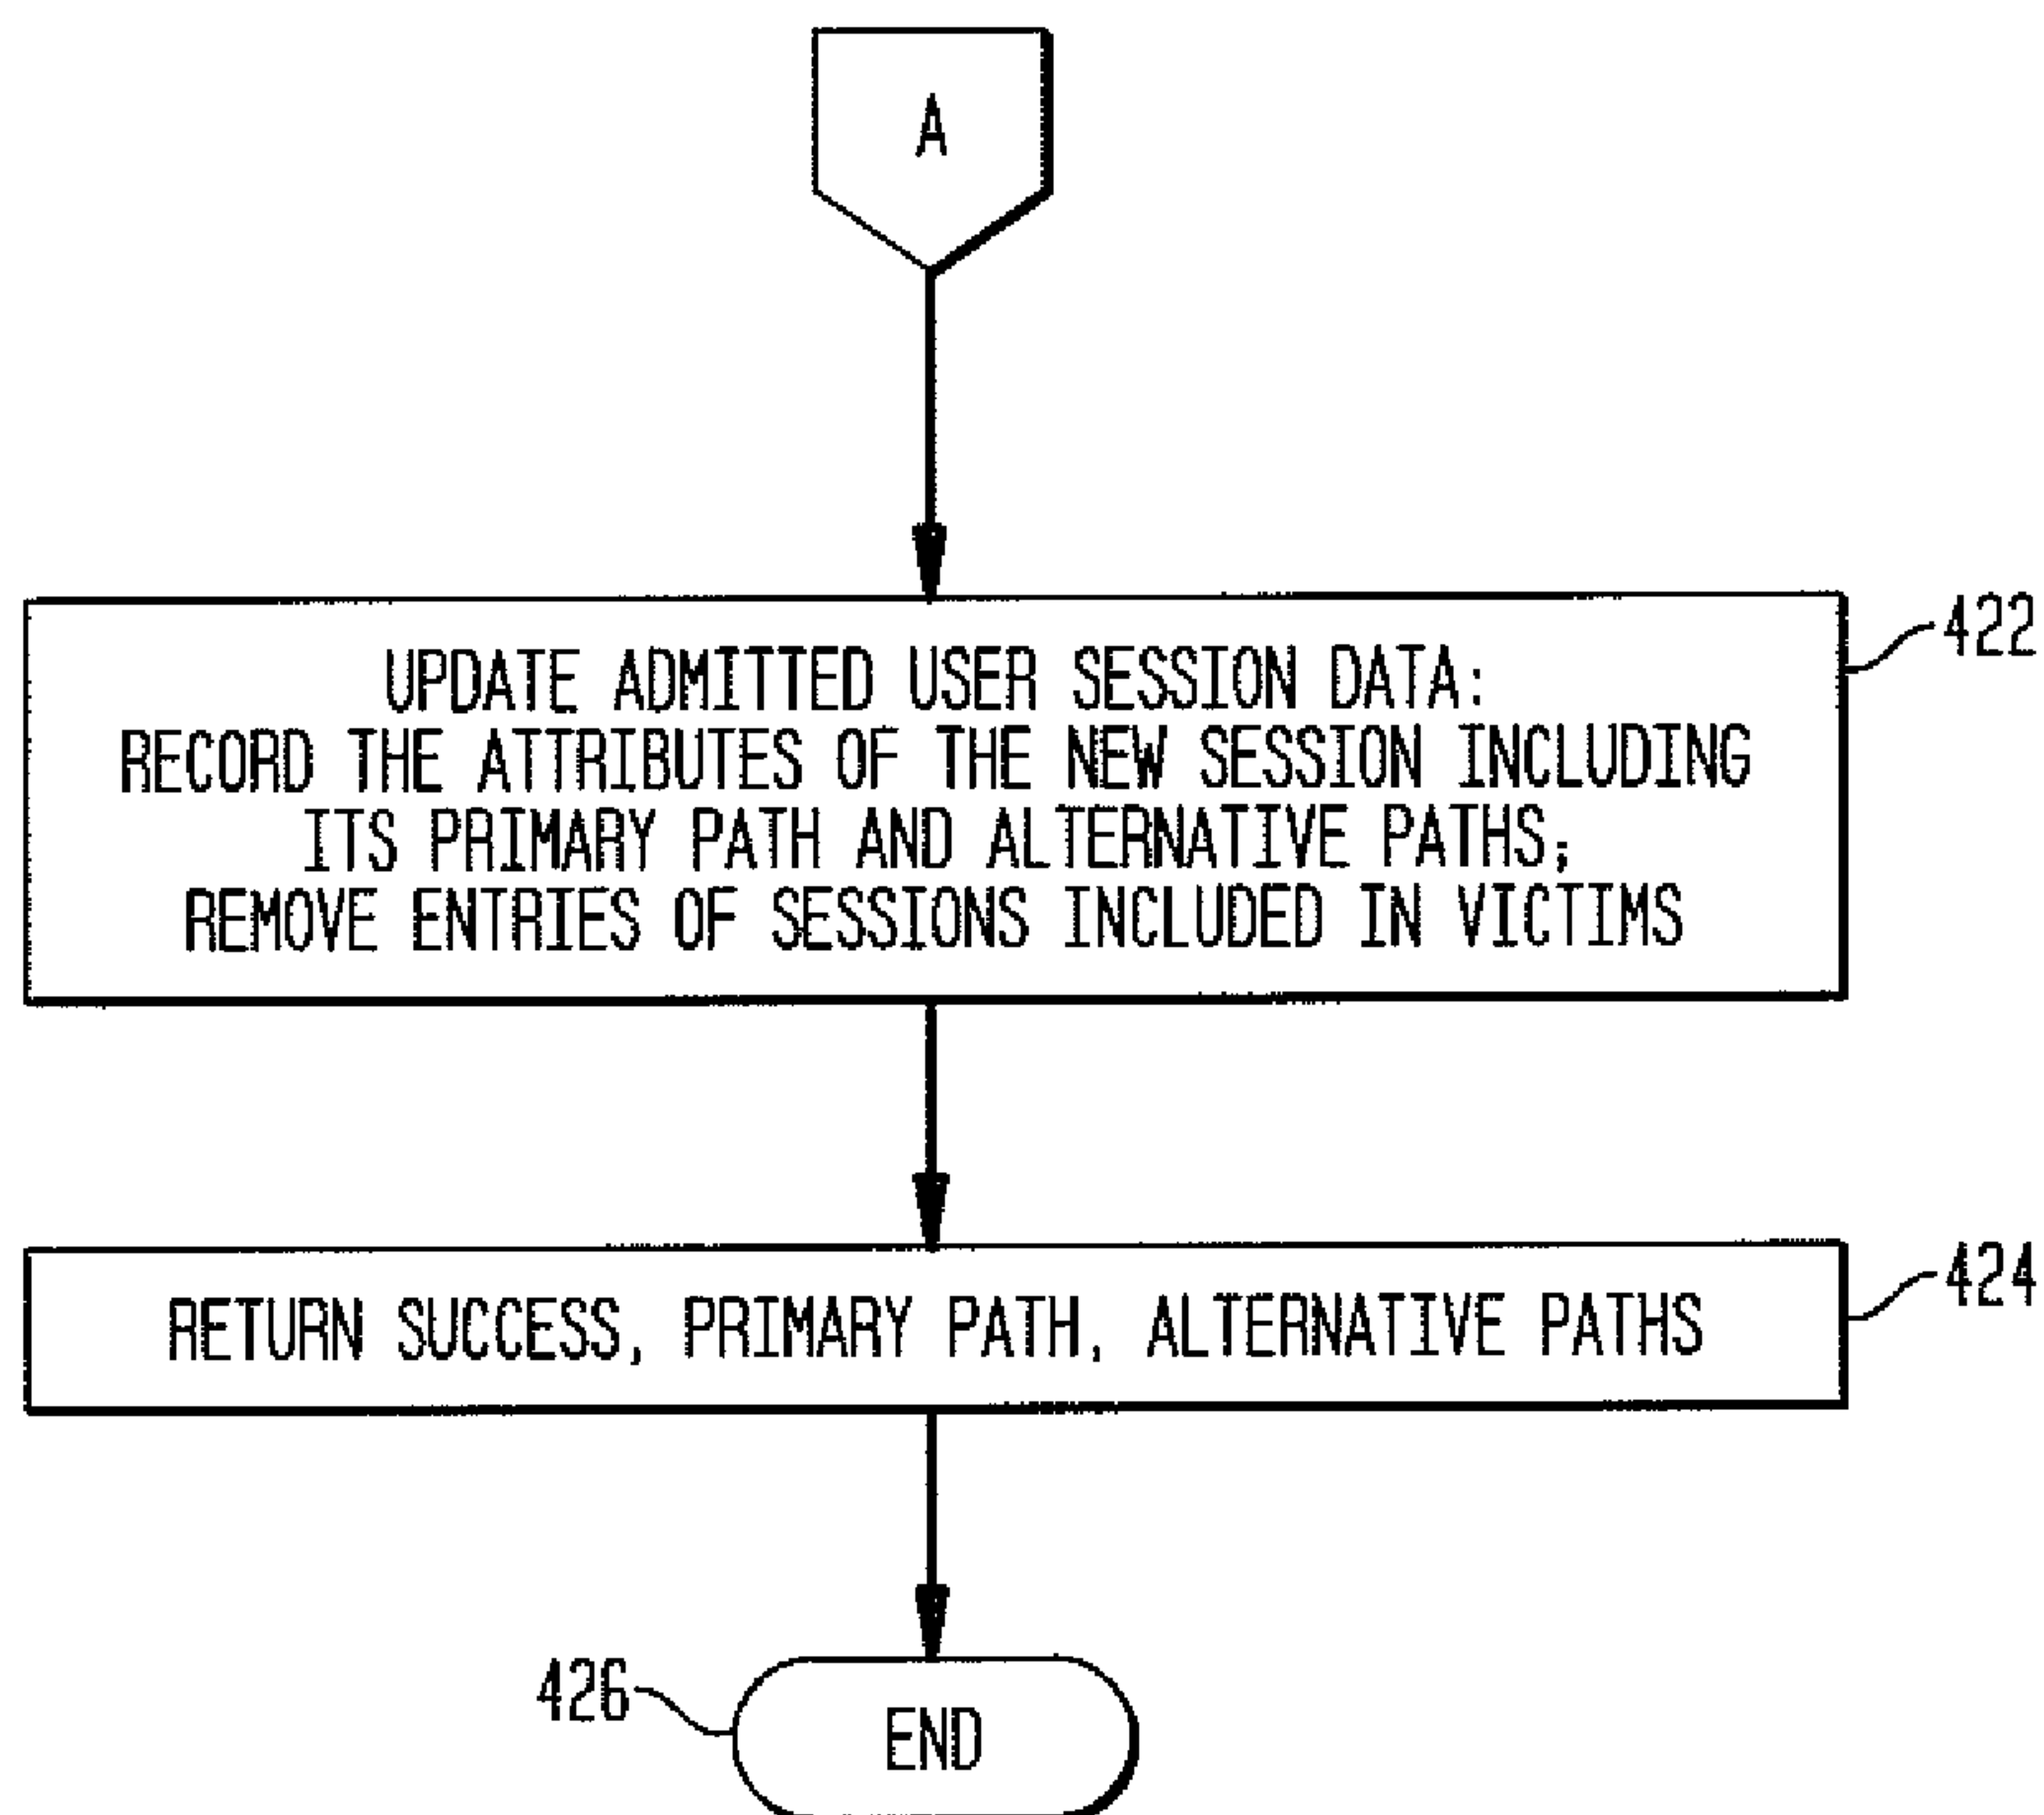 A
422
UPDATE ADMITTED USER SESSION DATA:
RECORD THE ATTRIBUTES OF THE NEW SESSION INCLUDING
ITS PRIMARY PATH AND ALTERNATIVE PATHS;
REMOVE ENTRIES OF SESSIONS INCLUDED IN VICTIMS
424
RETURN SUCCESS, PRIMARY PATH, ALTERNATIVE PATHS
426
END